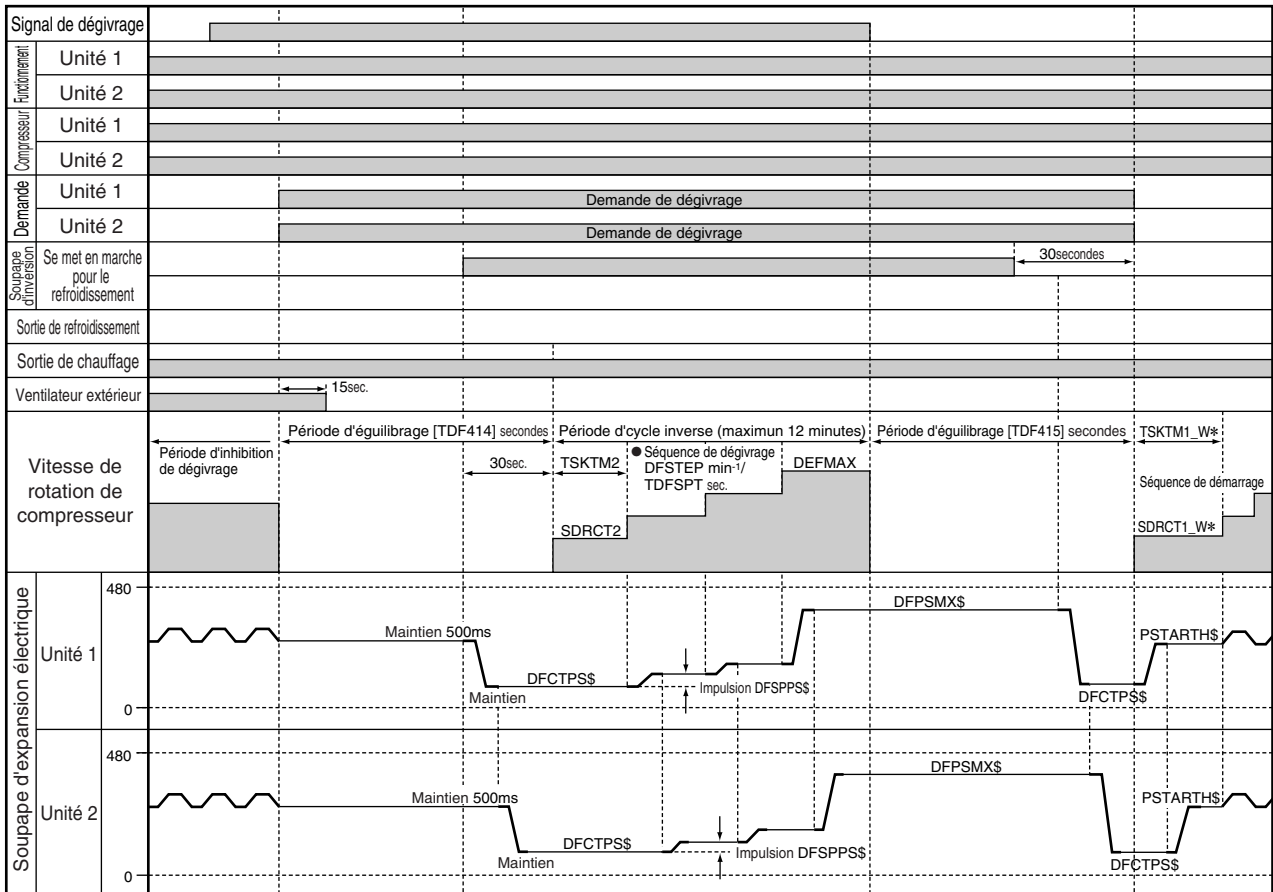 Signal de dégivrage
Functionnement
Unité 1
Unité 2
Compresseur
Unité 1
Unité 2
Demande
Unité 1
Demande de dégivrage
Unité 2
Demande de dégivrage
Soupape
d'inversion
Se met en marche
pour le
refroidissement
30secondes
Sortie de refroidissement
Sortie de chauffage
Ventilateur extérieur
15sec.
Vitesse de
rotation de
compresseur
Période d'inhibition
de dégivrage
Période d'éguilibrage [TDF414] secondes
Période d'cycle inverse (maximun 12 minutes)
Période d'éguilibrage [TDF415] secondes
TSKTM1_W*
30sec.
TSKTM2
● Séquence de dégivrage
DFSTEP min-1/
TDFSPT sec.
DEFMAX
Séquence de démarrage
SDRCT2
SDRCT1_W*
Soupape d'expansion électrique
Unité 1
480
0
Maintien 500ms
DFCTPS$
Maintien
Impulsion DFSPPS$
DFPSMX$
DFCTPS$
PSTARTH$
Unité 2
480
0
Maintien 500ms
DFCTPS$
Maintien
Impulsion DFSPPS$
DFPSMX$
DFCTPS$
PSTARTH$